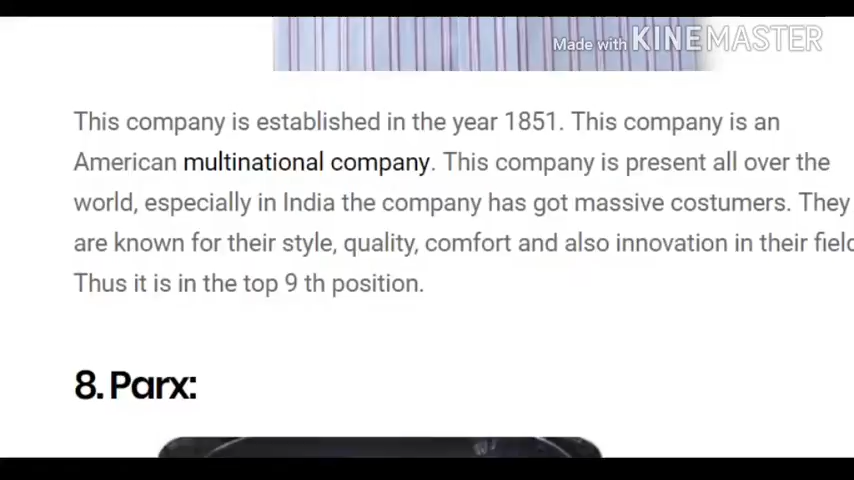 Made with KINEMASTER
This company is established in the year 1851. This company is an
American multinational company. This company is present all over the
world, especially in India the company has got massive costumers. They
are known for their style, quality, comfort and also innovation in their field
Thus it is in the top 9 th position.
8. Parx: